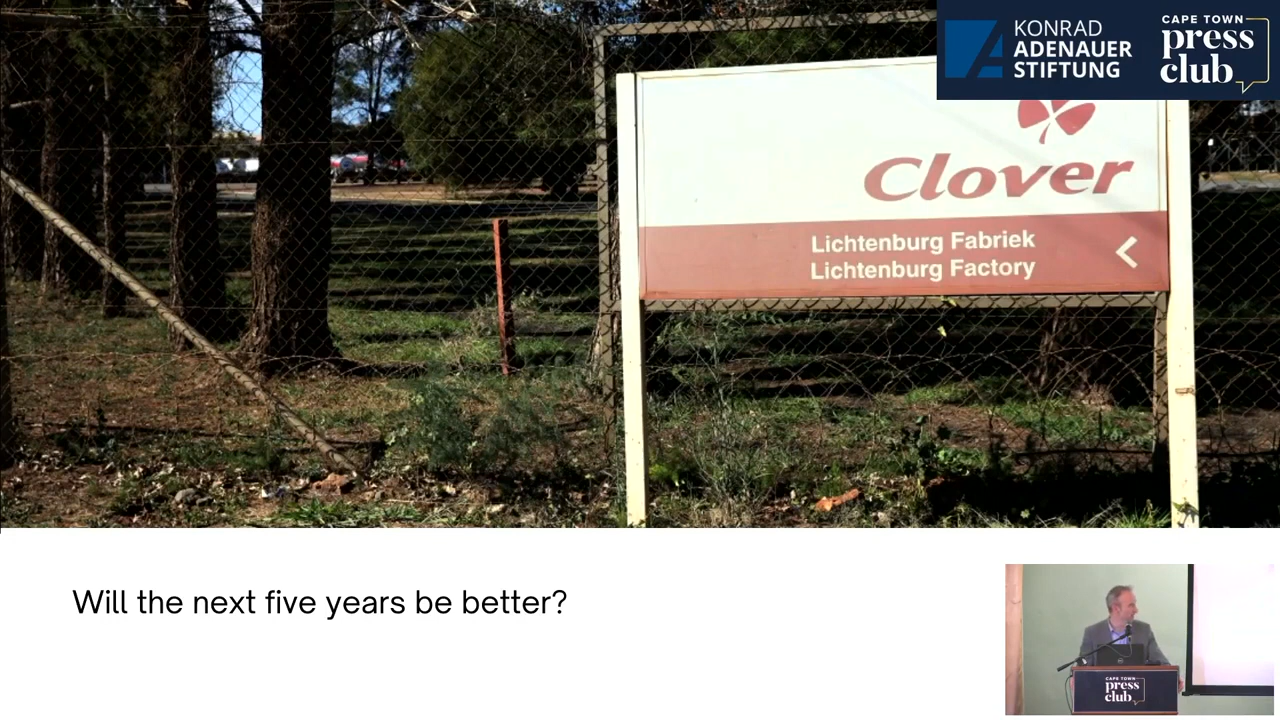 KONRAD
ADENAUER
STIFTUNG
CAPE TOWN
press
club
Clover
Lichtenburg Fabriek
Lichtenburg Factory
Will the next five years be better?
CAPE TOWN
press
club